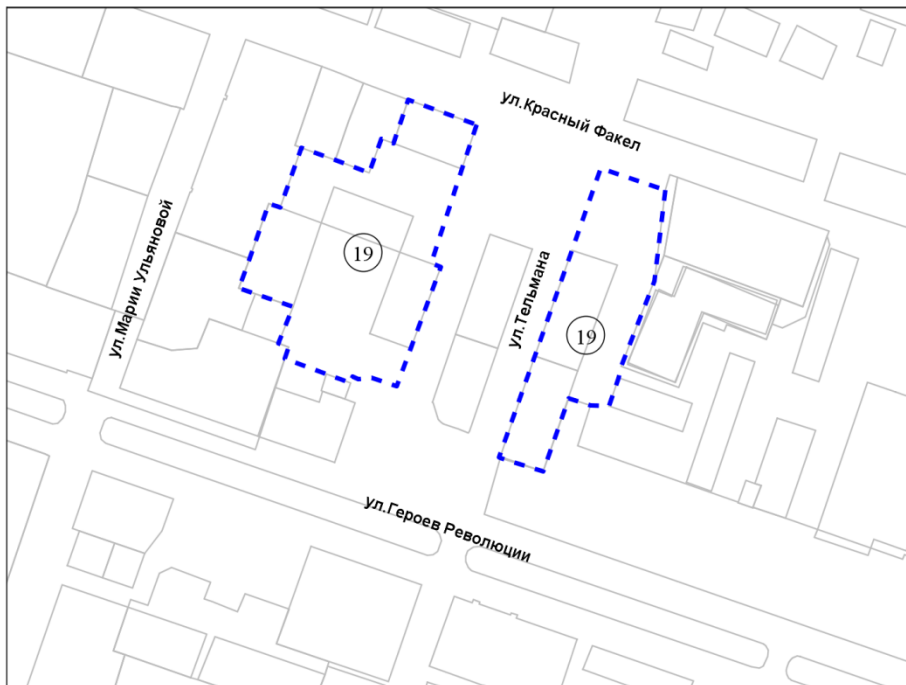 ул.Красный Факел
ул.Марии Ульяновой
19
ул.Тельмана
19
ул.Героев Революции